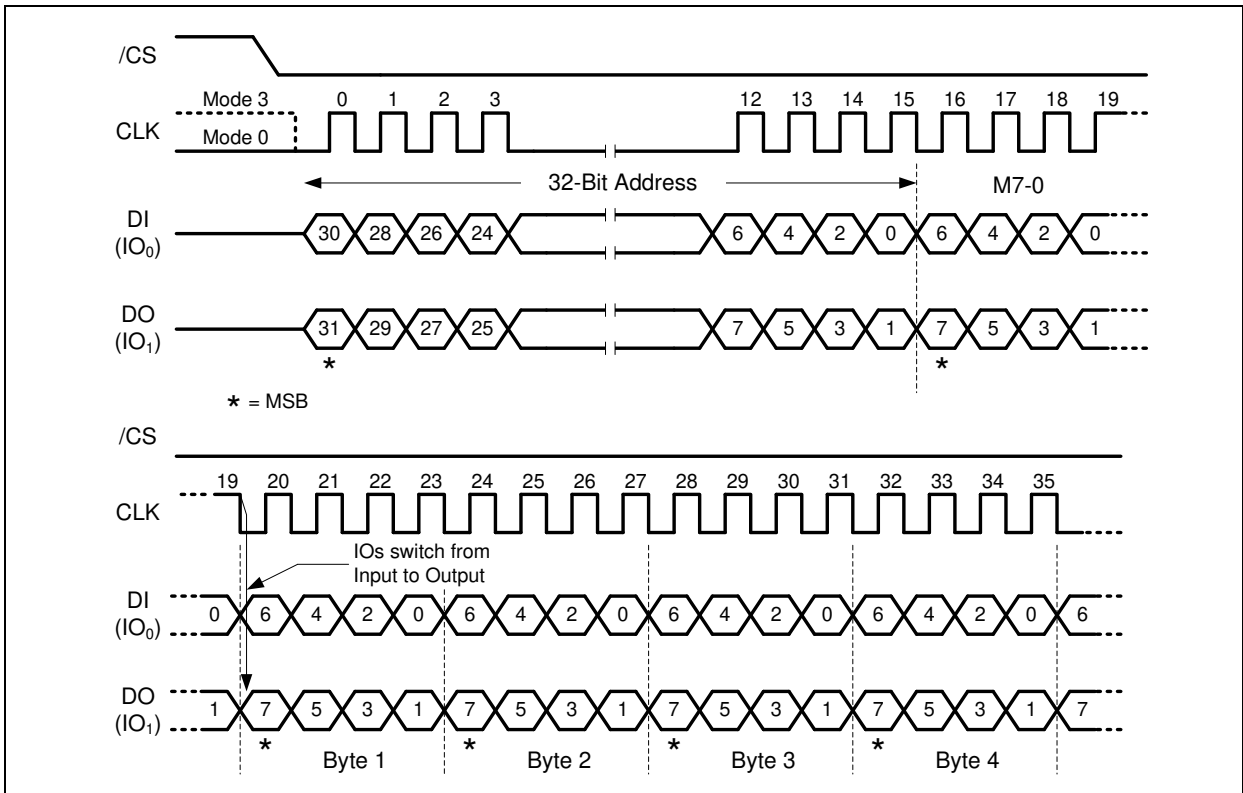 /CS
Mode 3 0 1 2 3 12 13 14 15 16 17 18 19
CLK
Mode 0
32-Bit Address M7-0
DI
(IO0) 30 28 26 24 6 4 2 0 6 4 2 0
DO
(IO1) 31 29 27 25 7 5 3 1 7 5 3 1
* *
* = MSB
/CS
19 20 21 22 23 24 25 26 27 28 29 30 31 32 33 34 35
CLK
IOs switch from
Input to Output
DI
(IO0) 0 6 4 2 0 6 4 2 0 6 4 2 0 6 4 2 0 6
DO
(IO1) 1 7 5 3 1 7 5 3 1 7 5 3 1 7 5 3 1 7
* * * *
Byte 1 Byte 2 Byte 3 Byte 4